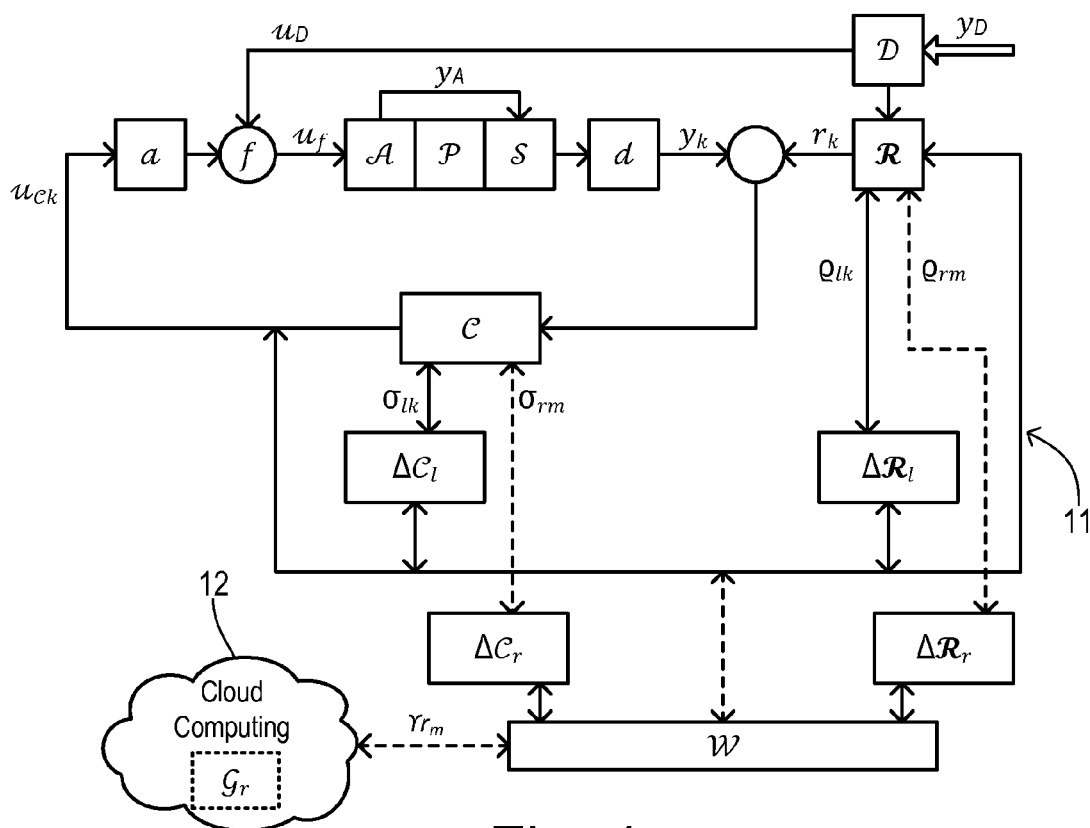 u_D
y_D
D
y_A
a
f
u_f
A P S
d
y_k
r_k
R
u_Ck
ϱ_lk
ϱ_rm
C
σ_lk
σ_rm
ΔC_l
ΔR_l
11
12
ΔC_r
ΔR_r
Cloud
Computing
G_r
ϒr_m
W